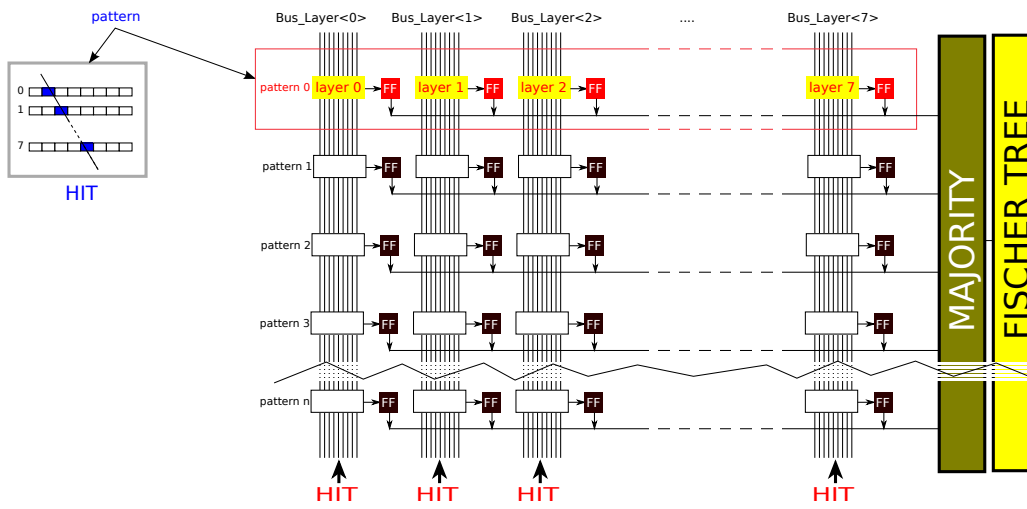 pattern
Bus_Layer<0>
Bus_Layer<1>
Bus_Layer<2>
....
Bus_Layer<7>
0
1
7
HIT
pattern 0
layer 0
FF
layer 1
FF
layer 2
FF
layer 7
FF
pattern 1
FF
FF
FF
FF
pattern 2
FF
FF
FF
FF
pattern 3
FF
FF
FF
FF
pattern n
FF
FF
FF
FF
HIT
HIT
HIT
HIT
MAJORITY
FISCHER TREE